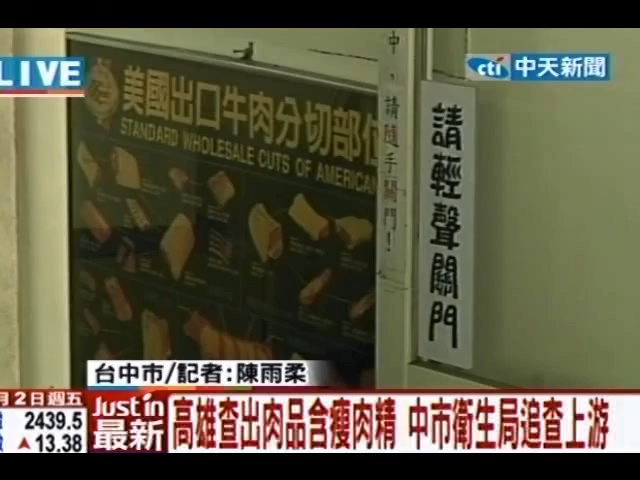 LIVE
cti 中天新聞
美國出口牛肉分切部位
STANDARD WHOLESALE CUTS OF AMERICAN
中,請隨手關門!
請輕聲關門
台中市/記者:陳雨柔
月2日週五
2439.5
▲13.38
Just in
最新
高雄查出肉品含瘦肉精 中市衛生局追查上游